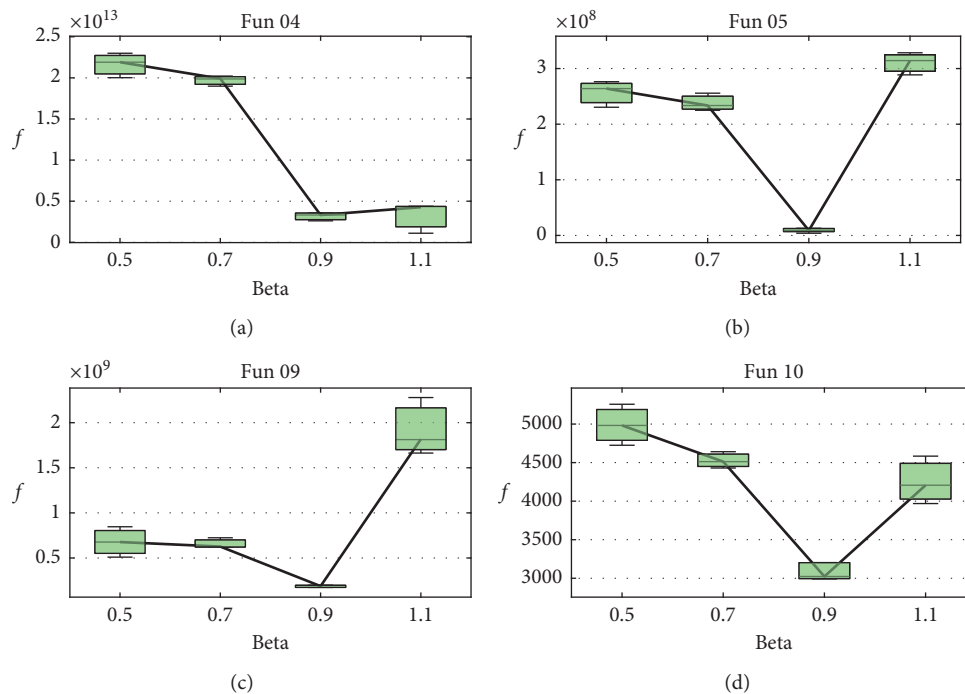 ×10^13
Fun 04
2.5
2
1.5
f
1
0.5
0
0.5 0.7 0.9 1.1
Beta
(a)
×10^8
Fun 05
3
2
f
1
0
0.5 0.7 0.9 1.1
Beta
(b)
×10^9
Fun 09
2
1.5
f
1
0.5
0.5 0.7 0.9 1.1
Beta
(c)
Fun 10
5000
4500
f
4000
3500
3000
0.5 0.7 0.9 1.1
Beta
(d)